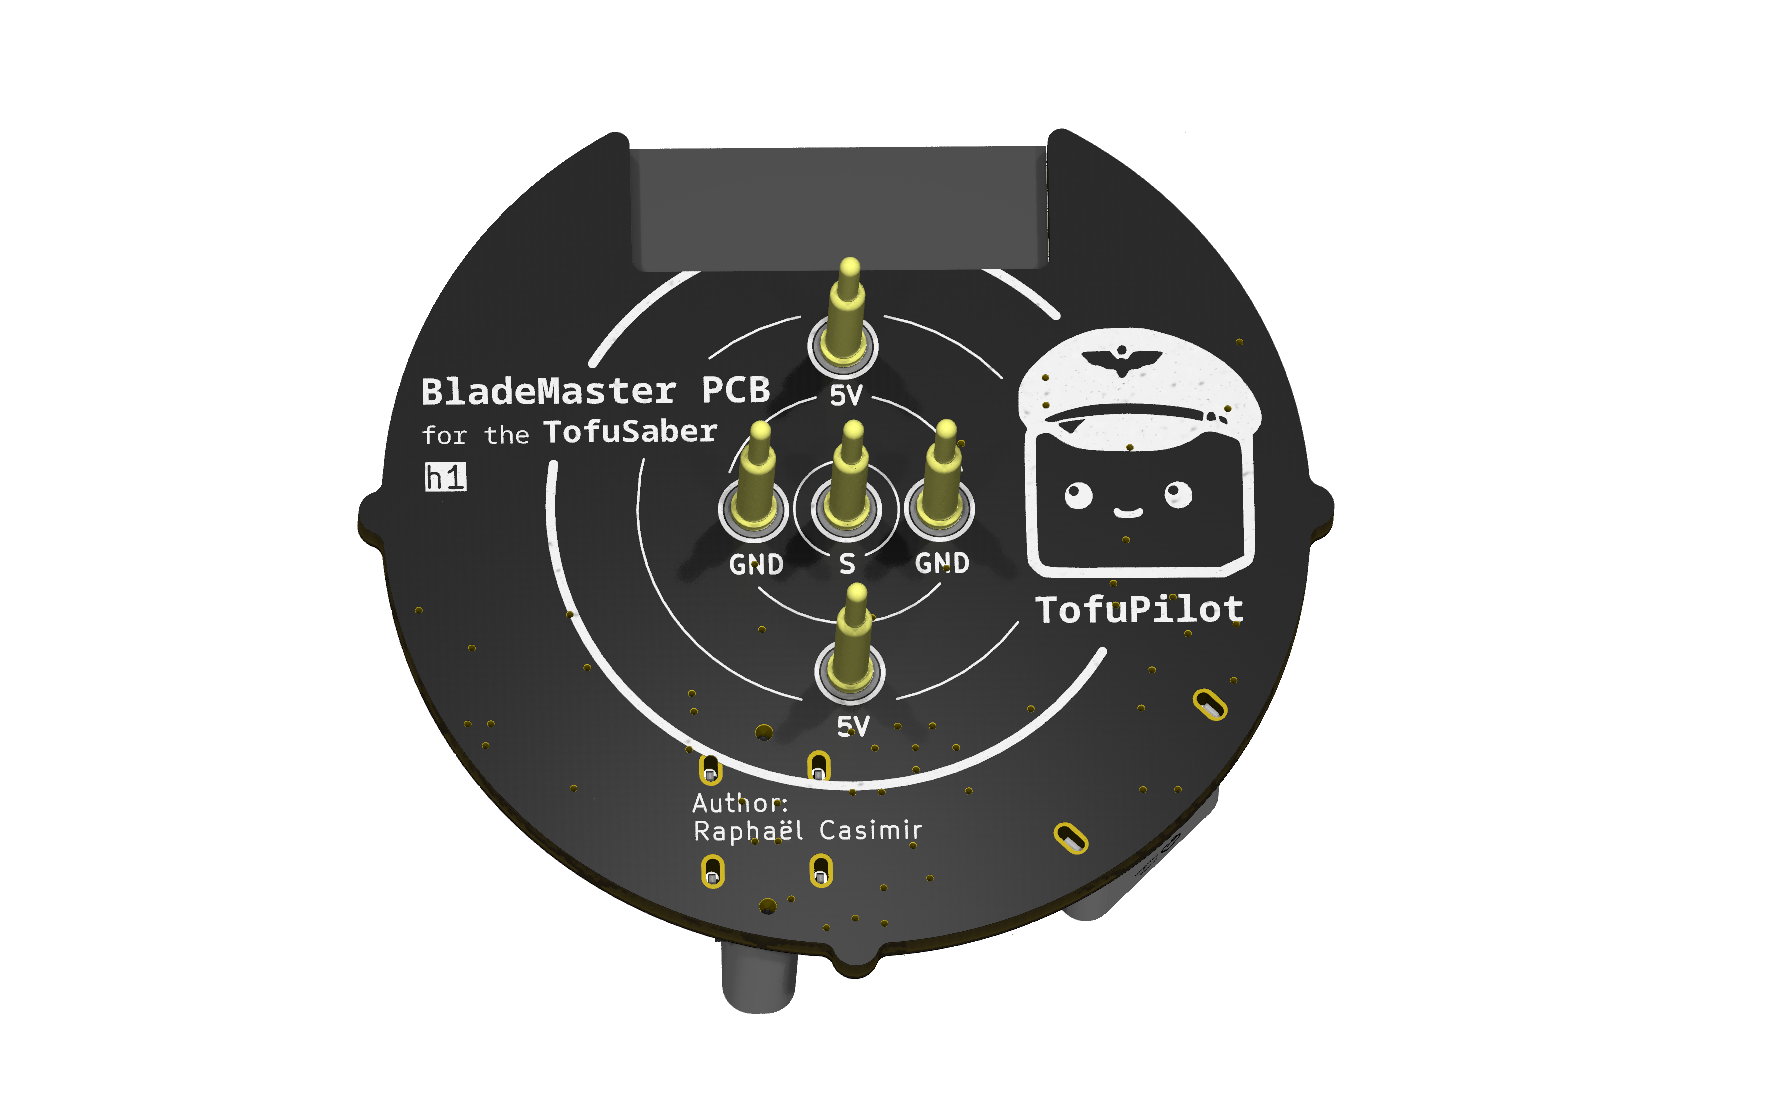 5V
BladeMaster PCB
for the TofuSaber
h1
GND
S
GND
TofuPilot
5V
Author:
Raphaël Casimir